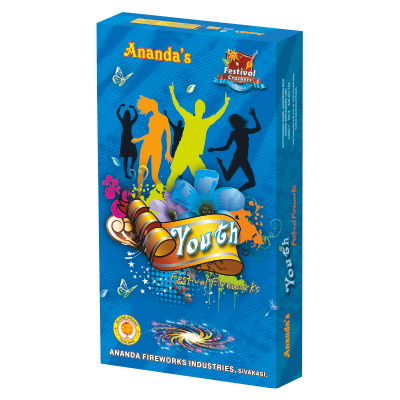 Ananda's
Festival
Crackers
Youth
Festival Fireworks
ANANDA FIREWORKS INDUSTRIES, SIVAKASI.
Ananda's
Youth
Festival Fireworks